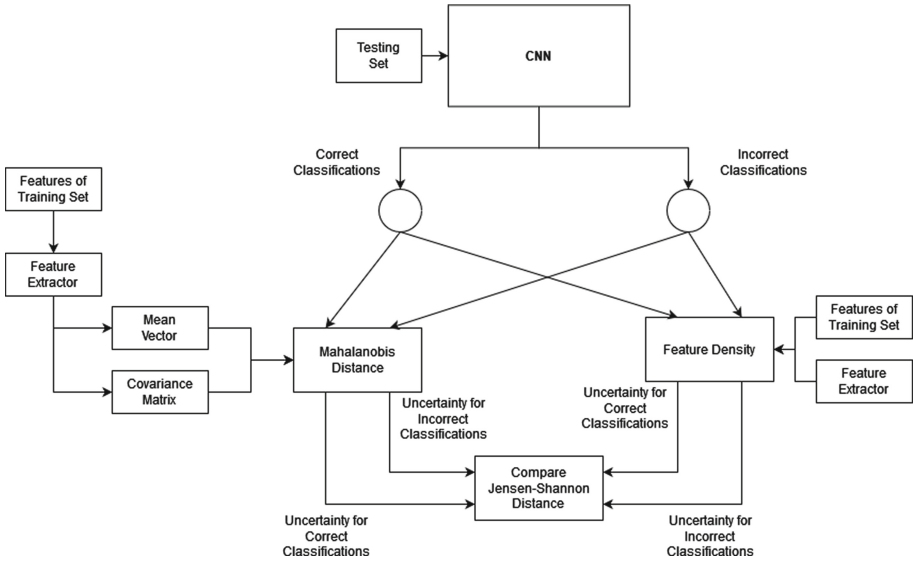 Testing
Set
CNN
Correct
Classifications
Incorrect
Classifications
Features of
Training Set
Feature
Extractor
Mean
Vector
Covariance
Matrix
Mahalanobis
Distance
Feature Density
Features of
Training Set
Feature
Extractor
Uncertainty for
Incorrect
Classifications
Uncertainty for
Correct
Classifications
Compare
Jensen-Shannon
Distance
Uncertainty for
Correct
Classifications
Uncertainty for
Incorrect
Classifications